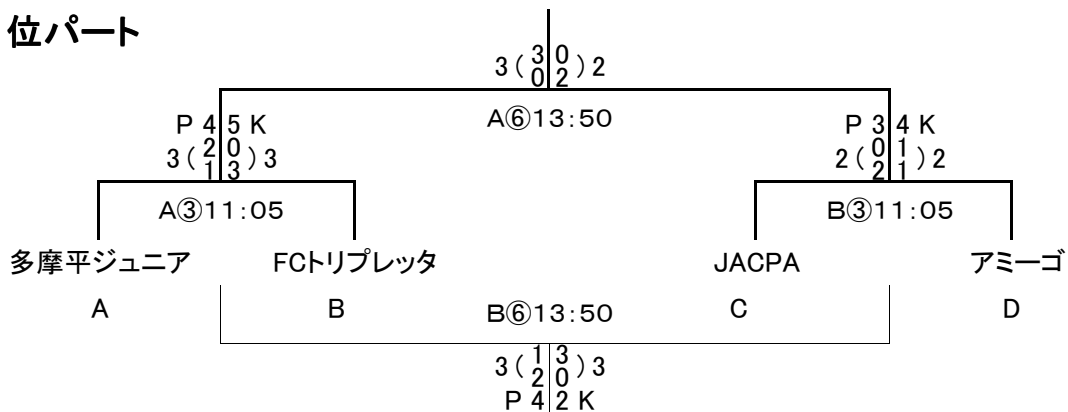 位パート
3(3 0)2
0 2
A⑥13:50
P 4 5 K
3(2 0)3
1 3
A③11:05
P 3 4 K
2(0 1)2
2 1
B③11:05
多摩平ジュニア
FCトリプレッタ
JACPA
アミーゴ
A
B
C
D
B⑥13:50
3(1 3)3
2 0
P 4 2 K